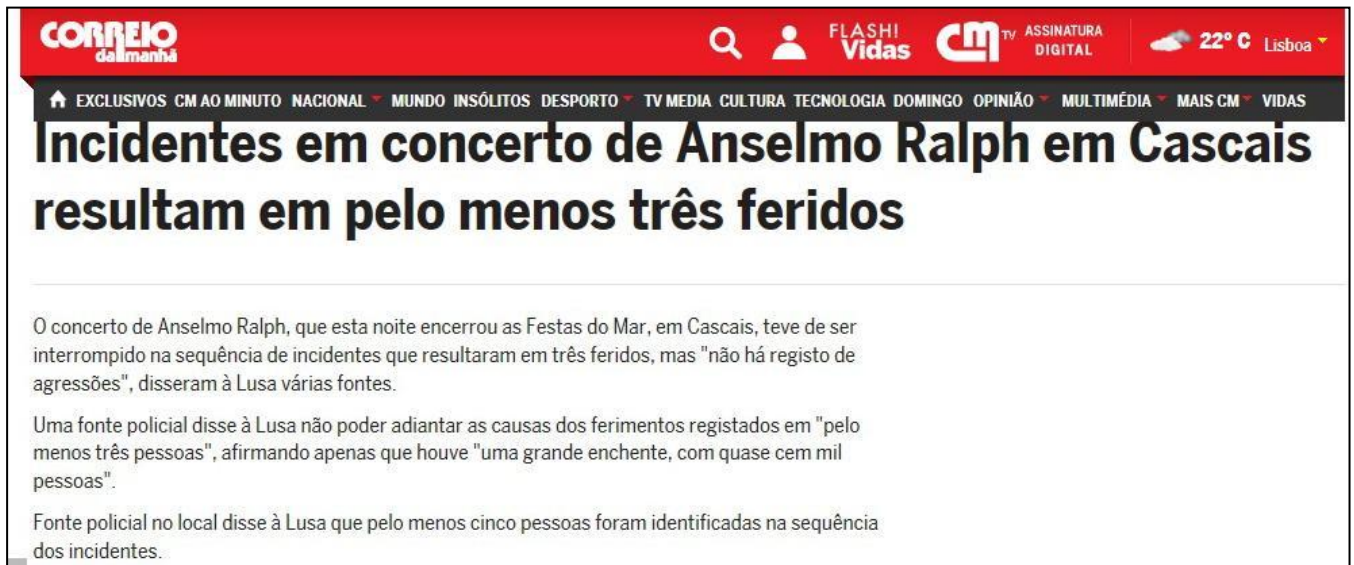 CORREIO
da manhã
FLASH!
Vidas
CM TV
ASSINATURA
DIGITAL
22º C Lisboa
EXCLUSIVOS CM AO MINUTO NACIONAL MUNDO INSÓLITOS DESPORTO TV MEDIA CULTURA TECNOLOGIA DOMINGO OPINIÃO MULTIMÉDIA MAIS CM VIDAS
Incidentes em concerto de Anselmo Ralph em Cascais
resultam em pelo menos três feridos
O concerto de Anselmo Ralph, que esta noite encerrou as Festas do Mar, em Cascais, teve de ser
interrompido na sequência de incidentes que resultaram em três feridos, mas "não há registo de
agressões", disseram à Lusa várias fontes.
Uma fonte policial disse à Lusa não poder adiantar as causas dos ferimentos registados em "pelo
menos três pessoas", afirmando apenas que houve "uma grande enchente, com quase cem mil
pessoas".
Fonte policial no local disse à Lusa que pelo menos cinco pessoas foram identificadas na sequência
dos incidentes.